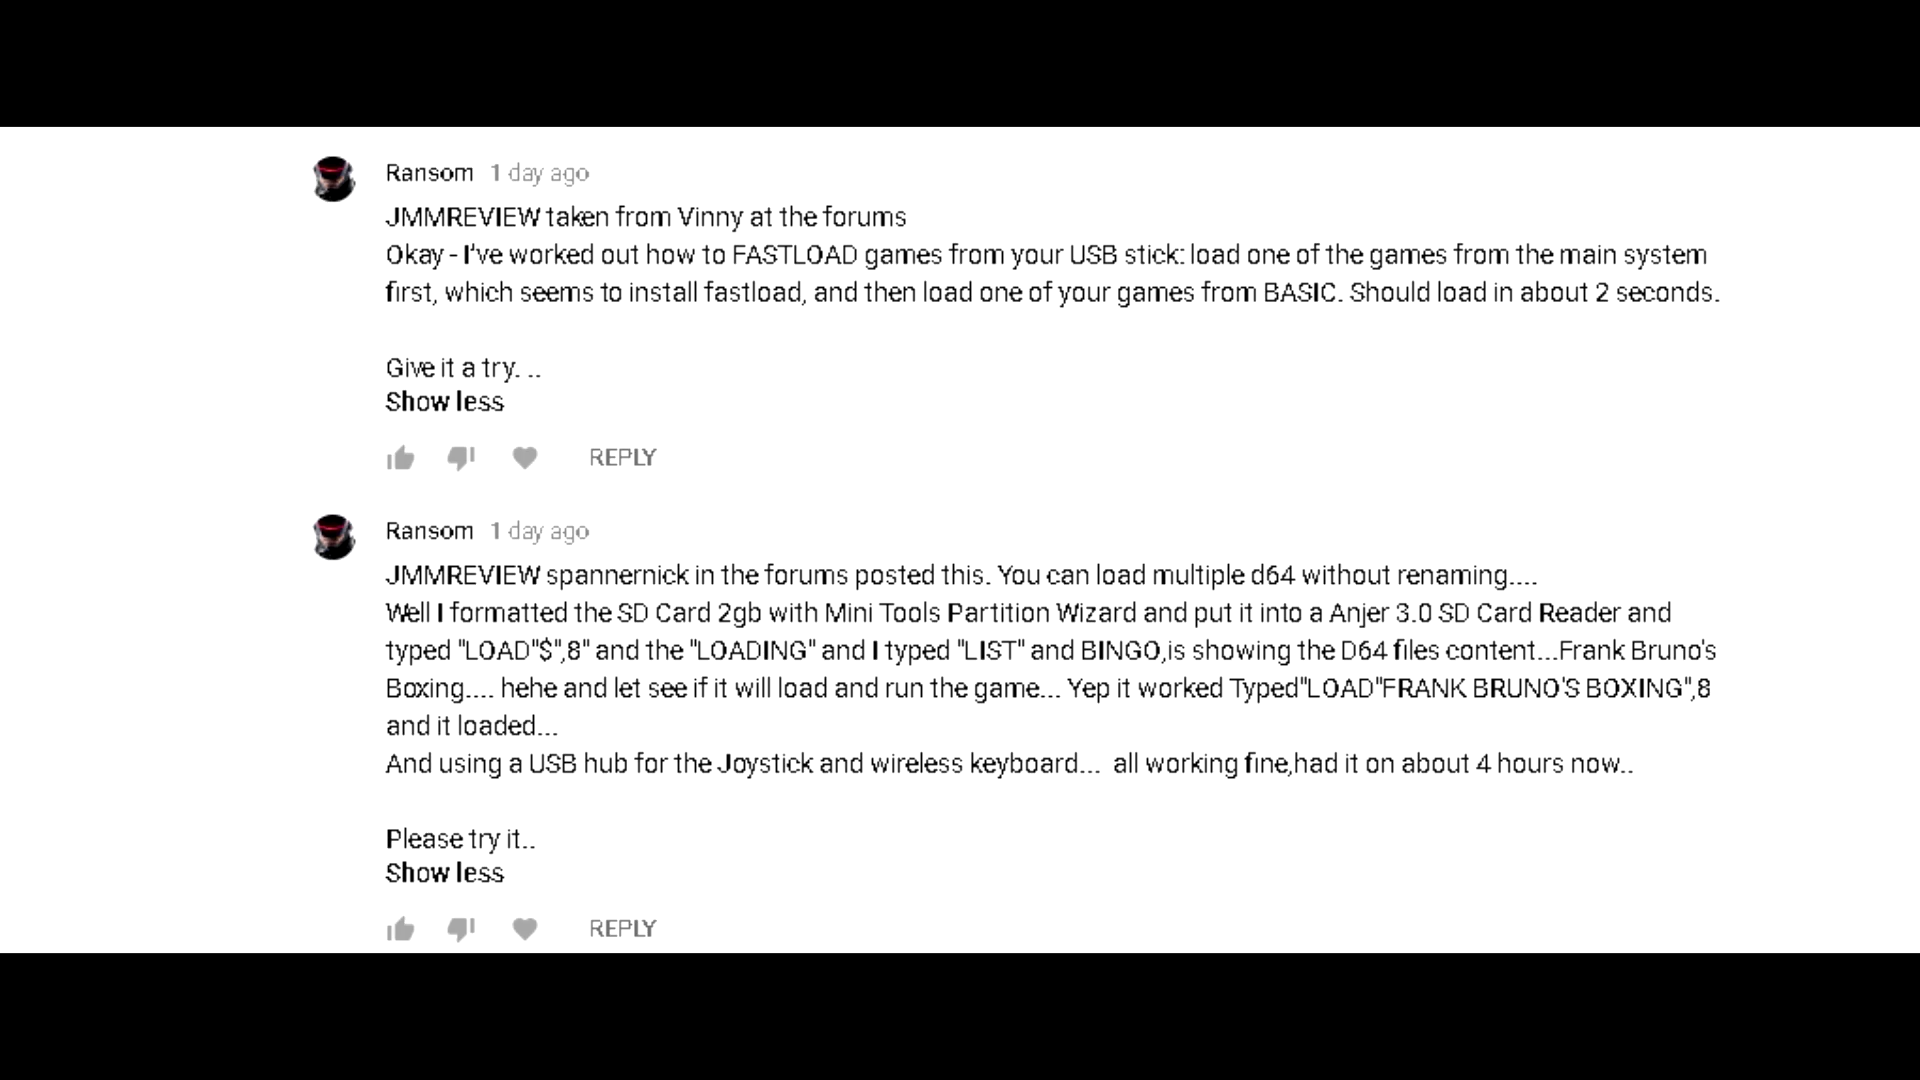 Ransom 1 day ago
JMMREVIEW taken from Vinny at the forums
Okay - I've worked out how to FASTLOAD games from your USB stick: load one of the games from the main system
first, which seems to install fastload, and then load one of your games from BASIC. Should load in about 2 seconds.
Give it a try. ..
Show less
REPLY
Ransom 1 day ago
JMMREVIEW spannernick in the forums posted this. You can load multiple d64 without renaming....
Well I formatted the SD Card 2gb with Mini Tools Partition Wizard and put it into a Anjer 3.0 SD Card Reader and
typed "LOAD"$",8" and the "LOADING" and I typed "LIST" and BINGO,is showing the D64 files content...Frank Bruno's
Boxing.... hehe and let see if it will load and run the game... Yep it worked Typed"LOAD"FRANK BRUNO'S BOXING",8
and it loaded...
And using a USB hub for the Joystick and wireless keyboard... all working fine,had it on about 4 hours now..
Please try it..
Show less
REPLY